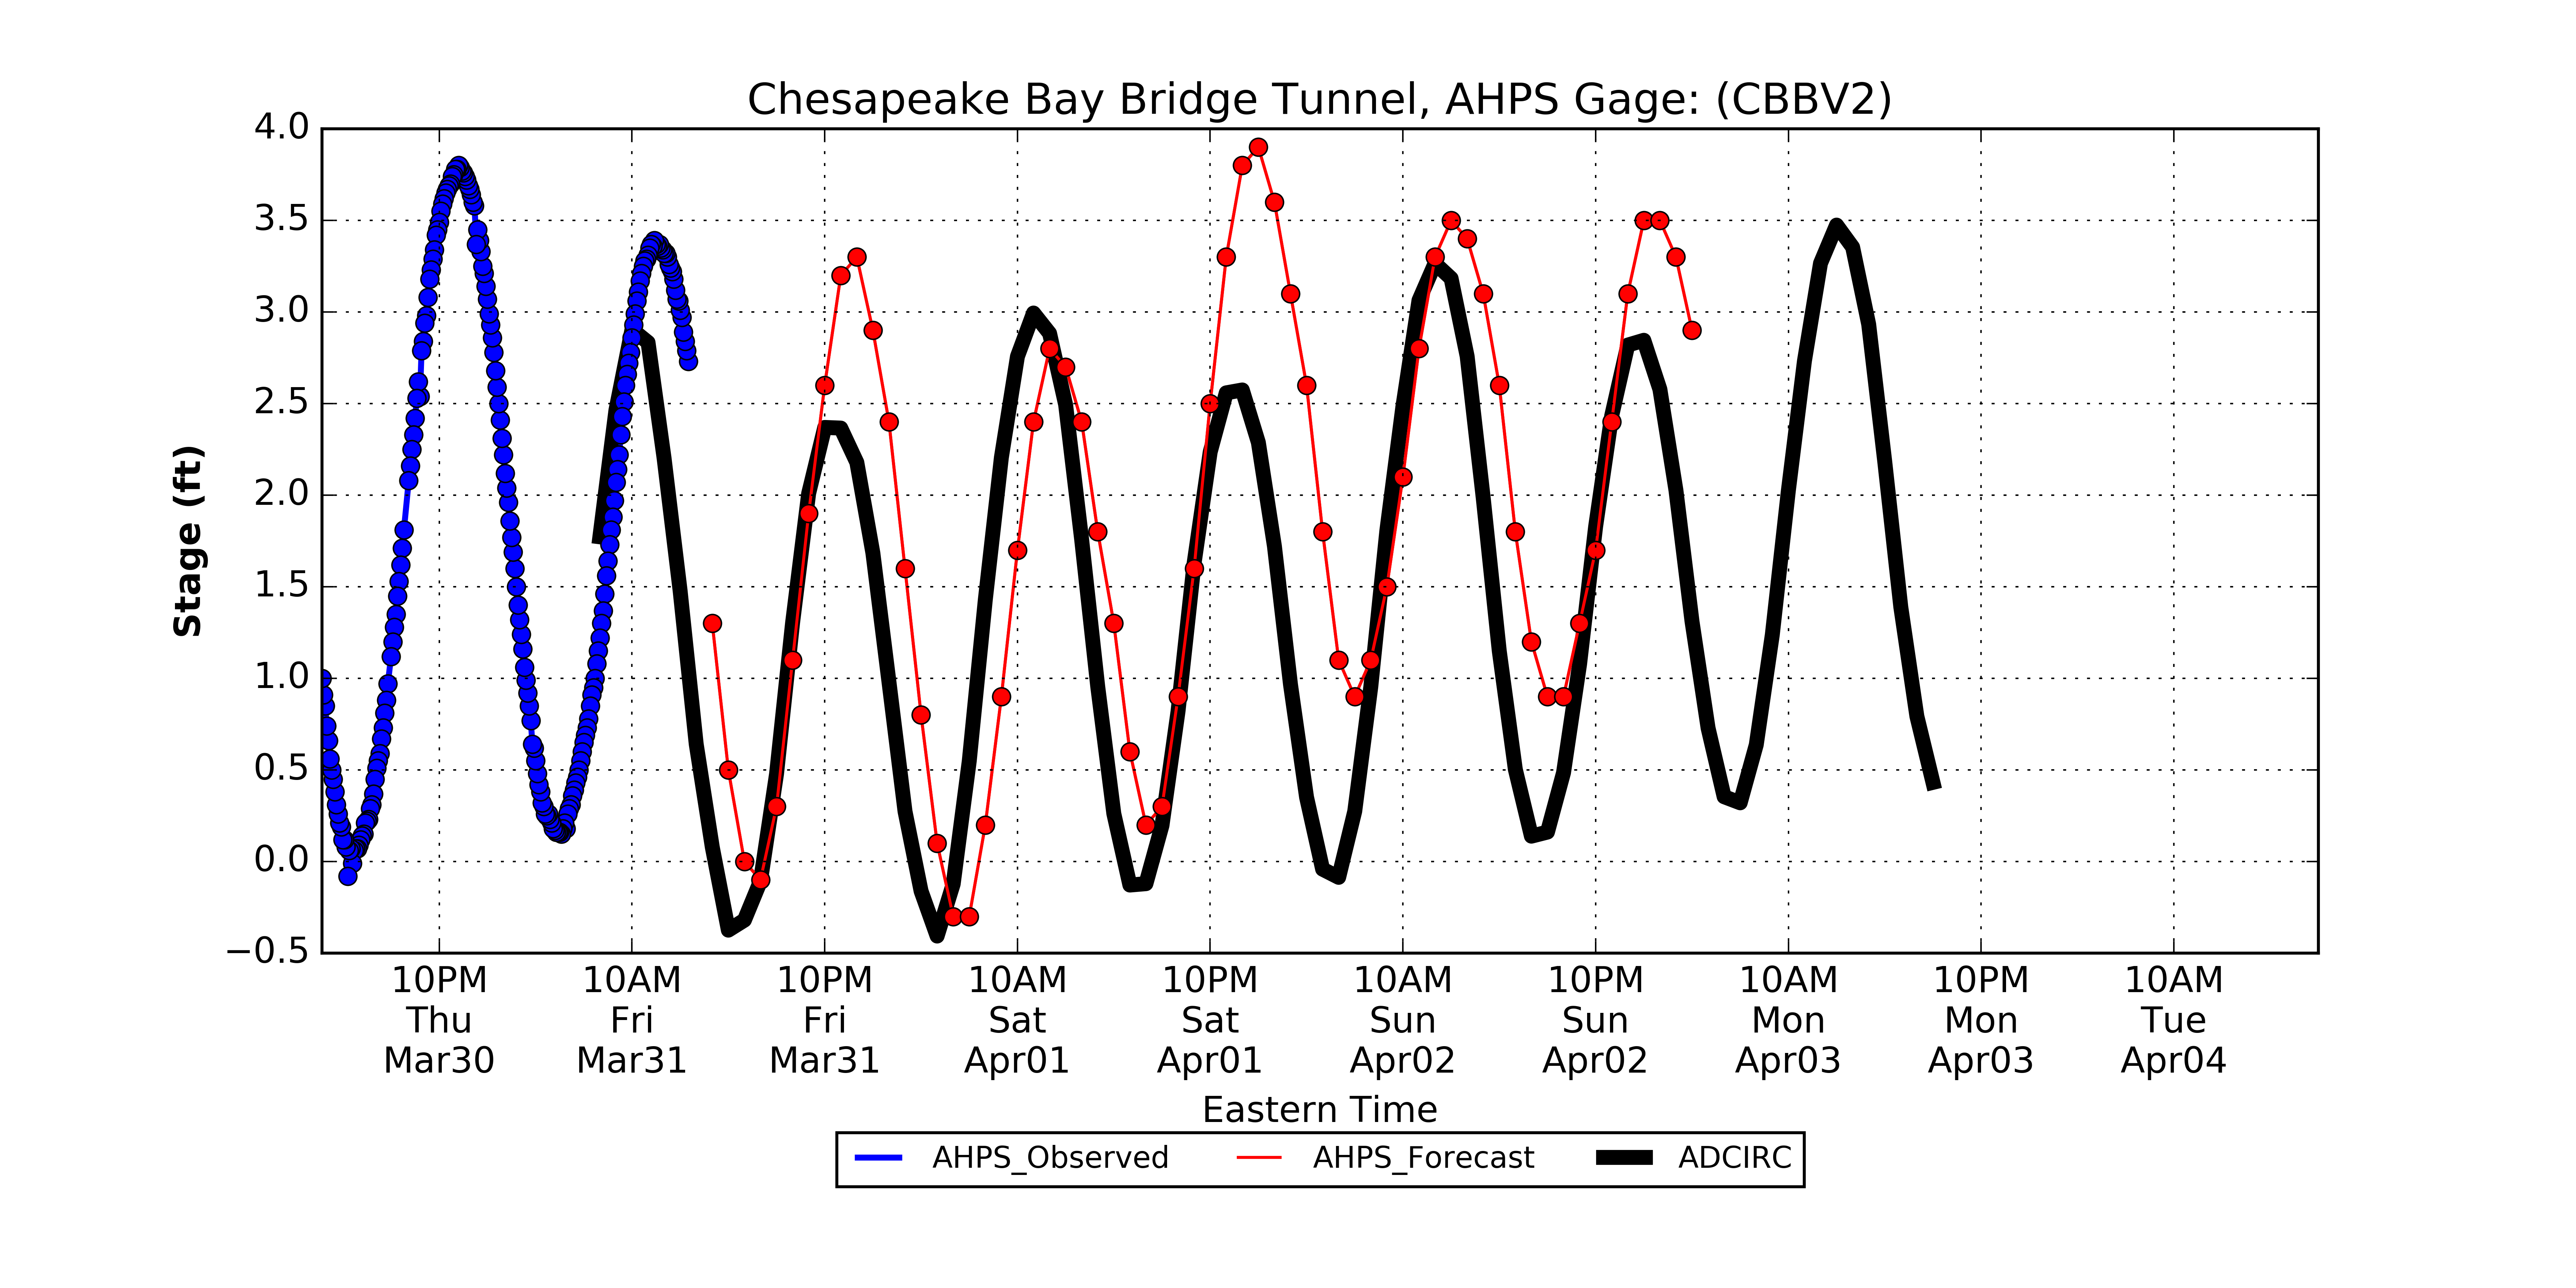 Chesapeake Bay Bridge Tunnel, AHPS Gage: (CBBV2)
4.0
3.5
3.0
2.5
2.0
1.5
1.0
0.5
0.0
−0.5
Stage (ft)
10PM 10AM 10PM 10AM 10PM 10AM 10PM 10AM 10PM 10AM
Thu Fri Fri Sat Sat Sun Sun Mon Mon Tue
Mar30 Mar31 Mar31 Apr01 Apr01 Apr02 Apr02 Apr03 Apr03 Apr04
Eastern Time
AHPS_Observed AHPS_Forecast ADCIRC